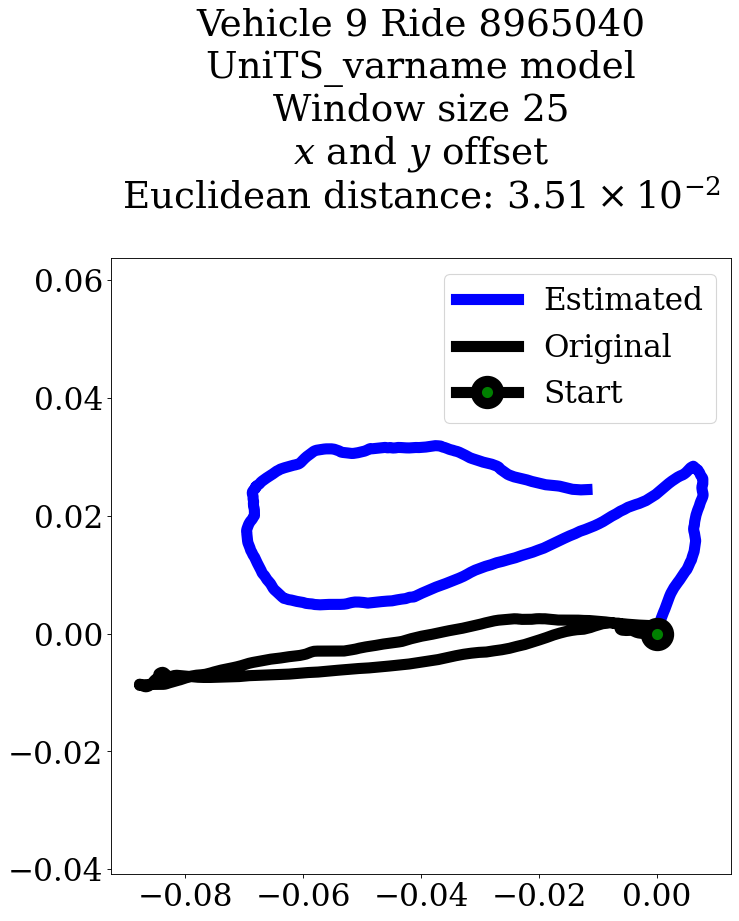 Vehicle 9 Ride 8965040
UniTS_varname model
Window size 25
x and y offset
Euclidean distance: 3.51 × 10⁻²
Estimated
Original
Start
0.06
0.04
0.02
0.00
−0.02
−0.04
−0.08 −0.06 −0.04 −0.02 0.00